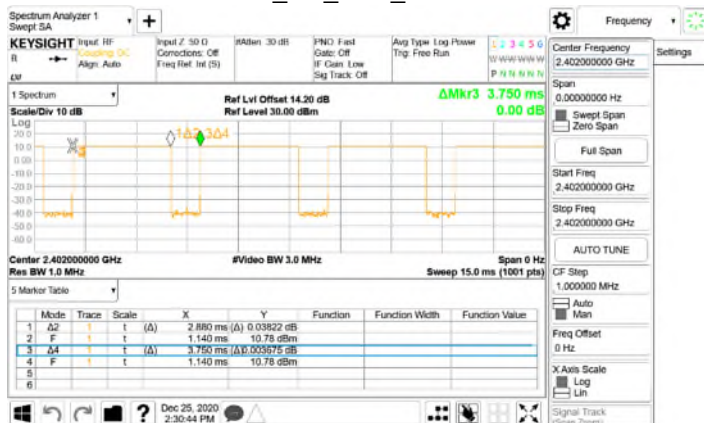 Spectrum Analyzer 1
Swept SA
Frequency
KEYSIGHT
Input: RF
Coupling: DC
Align: Auto
Input Z: 50 Ω
Corrections: Off
Freq Ref: Int (S)
#Atten: 30 dB
PNO: Fast
Gate: Off
IF Gain: Low
Sig Track: Off
Avg Type: Log-Power
Trig: Free Run
1 2 3 4 5 6
W W W W W W
P N N N N N
Center Frequency
2.402000000 GHz
Settings
Span
0.00000000 Hz
Swept Span
Zero Span
Full Span
Start Freq
2.402000000 GHz
Stop Freq
2.402000000 GHz
AUTO TUNE
CF Step
1.000000 MHz
Auto
Man
Freq Offset
0 Hz
X Axis Scale
Log
Lin
Signal Track
1 Spectrum
Scale/Div 10 dB
Ref Lvl Offset 14.20 dB
Ref Level 30.00 dBm
ΔMkr3 3.750 ms
0.00 dB
Log
20.0
10.0
0.00
-10.0
-20.0
-30.0
-40.0
-50.0
-60.0
1Δ2 3Δ4
Center 2.402000000 GHz
Res BW 1.0 MHz
#Video BW 3.0 MHz
Span 0 Hz
Sweep 15.0 ms (1001 pts)
5 Marker Table
Mode Trace Scale X Y Function Function Width Function Value
1 Δ2 1 t (Δ) 2.880 ms (Δ) 0.03822 dB
2 F 1 t 1.140 ms 10.78 dBm
3 Δ4 1 t (Δ) 3.750 ms (Δ) 0.003675 dB
4 F 1 t 1.140 ms 10.78 dBm
5
6
Dec 25, 2020
2:30:44 PM